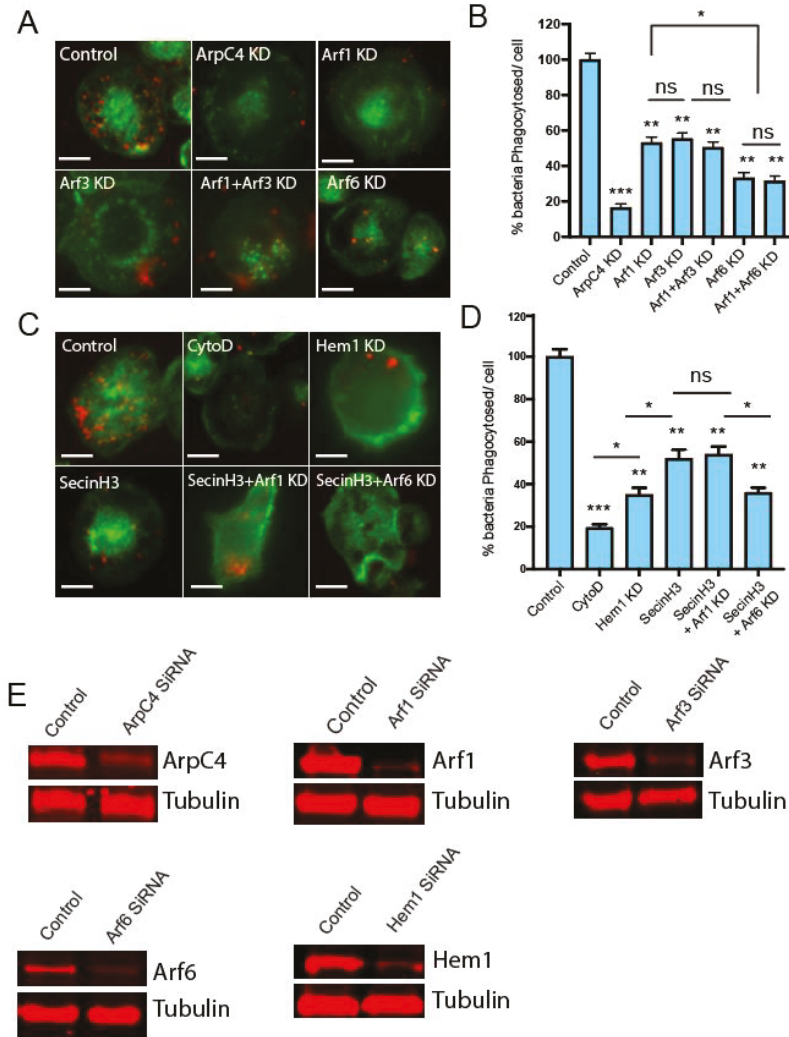 A
Control
ArpC4 KD
Arf1 KD
Arf3 KD
Arf1+Arf3 KD
Arf6 KD
B
% bacteria Phagocytosed/ cell
120
100
80
60
40
20
0
***
**
**
**
**
**
ns
ns
ns
*
Control
ArpC4 KD
Arf1 KD
Arf3 KD
Arf1+Arf3 KD
Arf6 KD
Arf1+Arf6 KD
C
Control
CytoD
Hem1 KD
SecinH3
SecinH3+Arf1 KD
SecinH3+Arf6 KD
D
% bacteria Phagocytosed/ cell
120
100
80
60
40
20
0
***
**
**
**
**
*
*
ns
*
Control
CytoD
Hem1 KD
SecinH3
SecinH3
+ Arf1 KD
SecinH3
+ Arf6 KD
E
Control
ArpC4 SiRNA
ArpC4
Tubulin
Control
Arf1 SiRNA
Arf1
Tubulin
Control
Arf3 SiRNA
Arf3
Tubulin
Control
Arf6 SiRNA
Arf6
Tubulin
Control
Hem1 SiRNA
Hem1
Tubulin